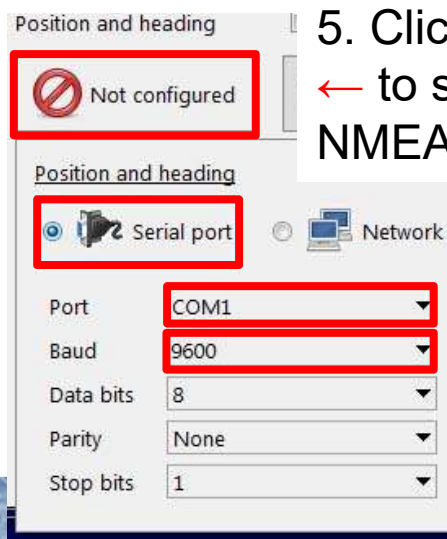 Position and heading
5. Clic
← to s
NMEA
Not configured
Position and heading
Serial port
Network
Port COM1
Baud 9600
Data bits 8
Parity None
Stop bits 1